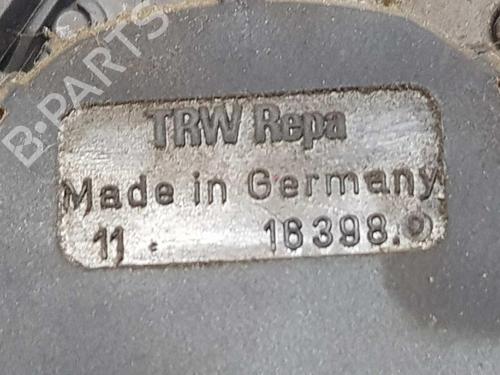 B-PARTS
TRW Repa
Made in Germany
11. 16398.